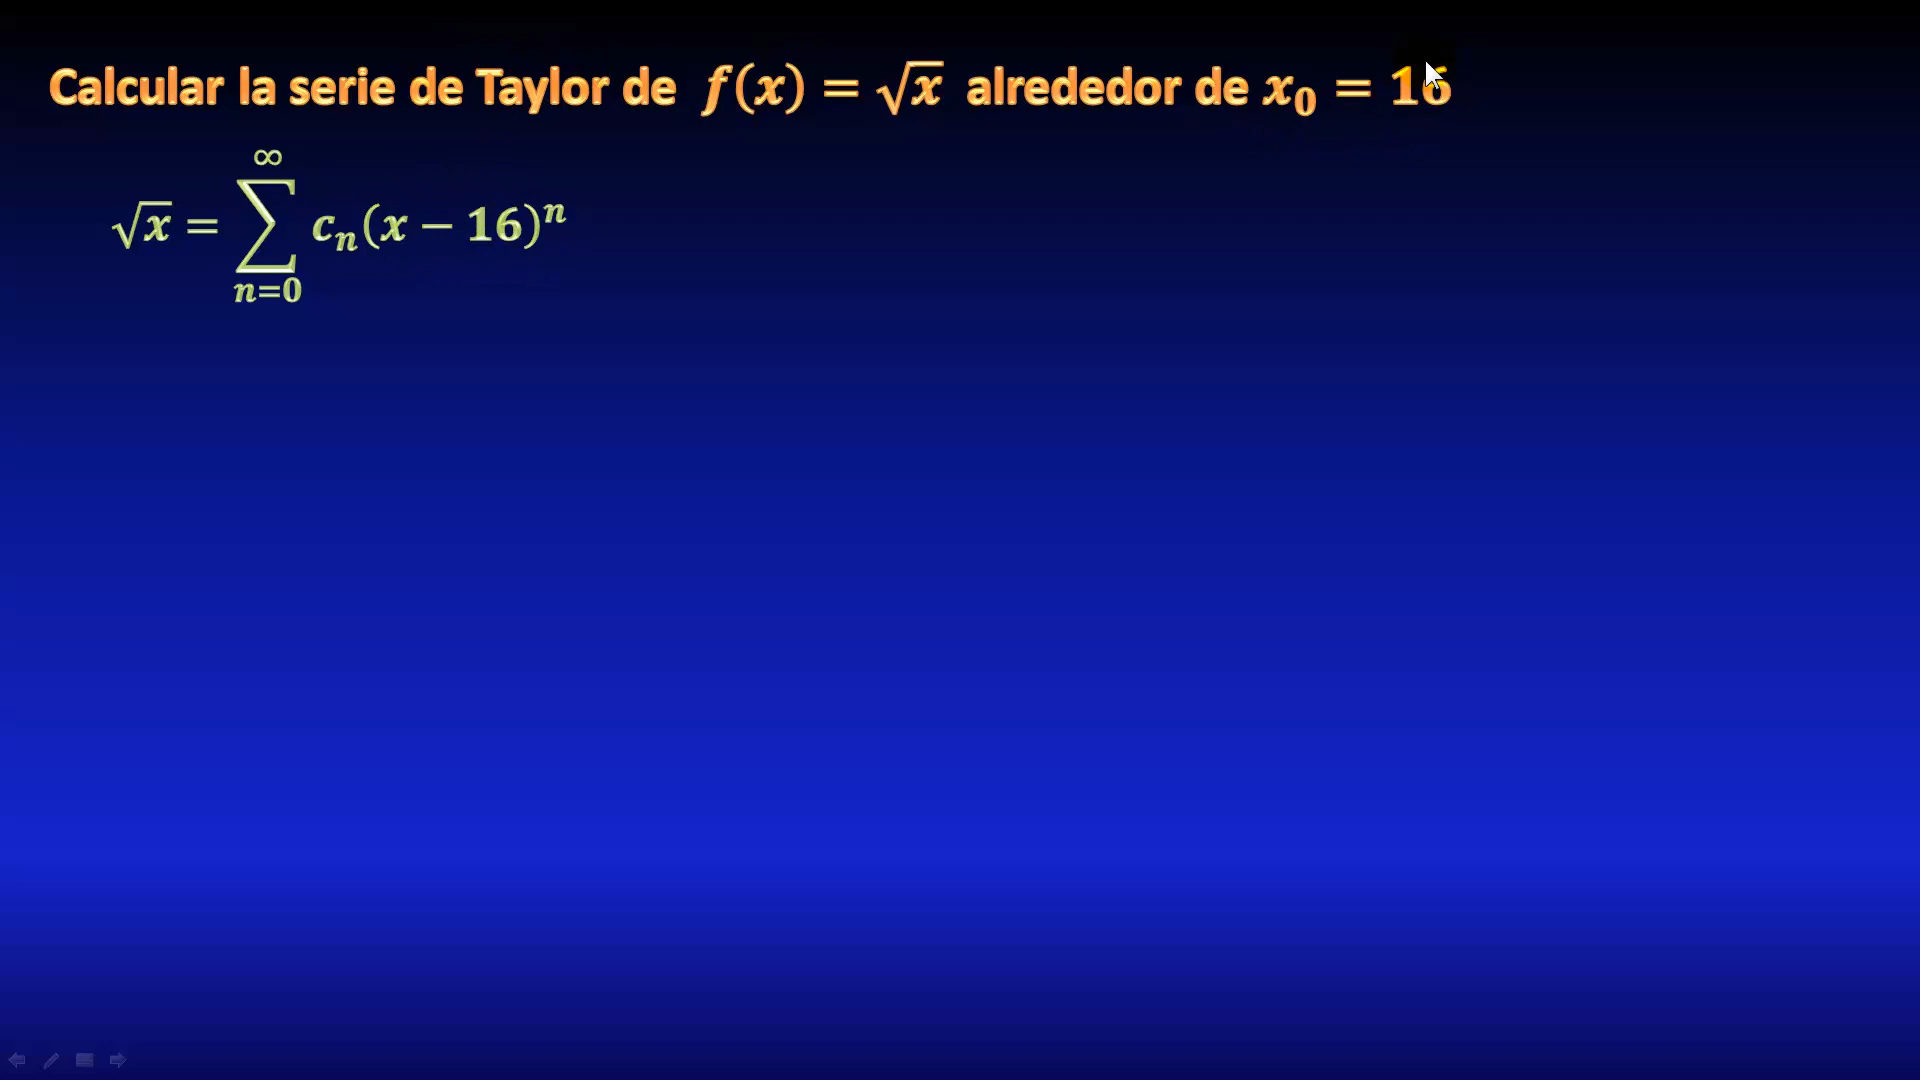 Calcular la serie de Taylor de f(x) = √x alrededor de x₀ = 16
√x = ∑_{n=0}^{∞} cₙ(x − 16)ⁿ